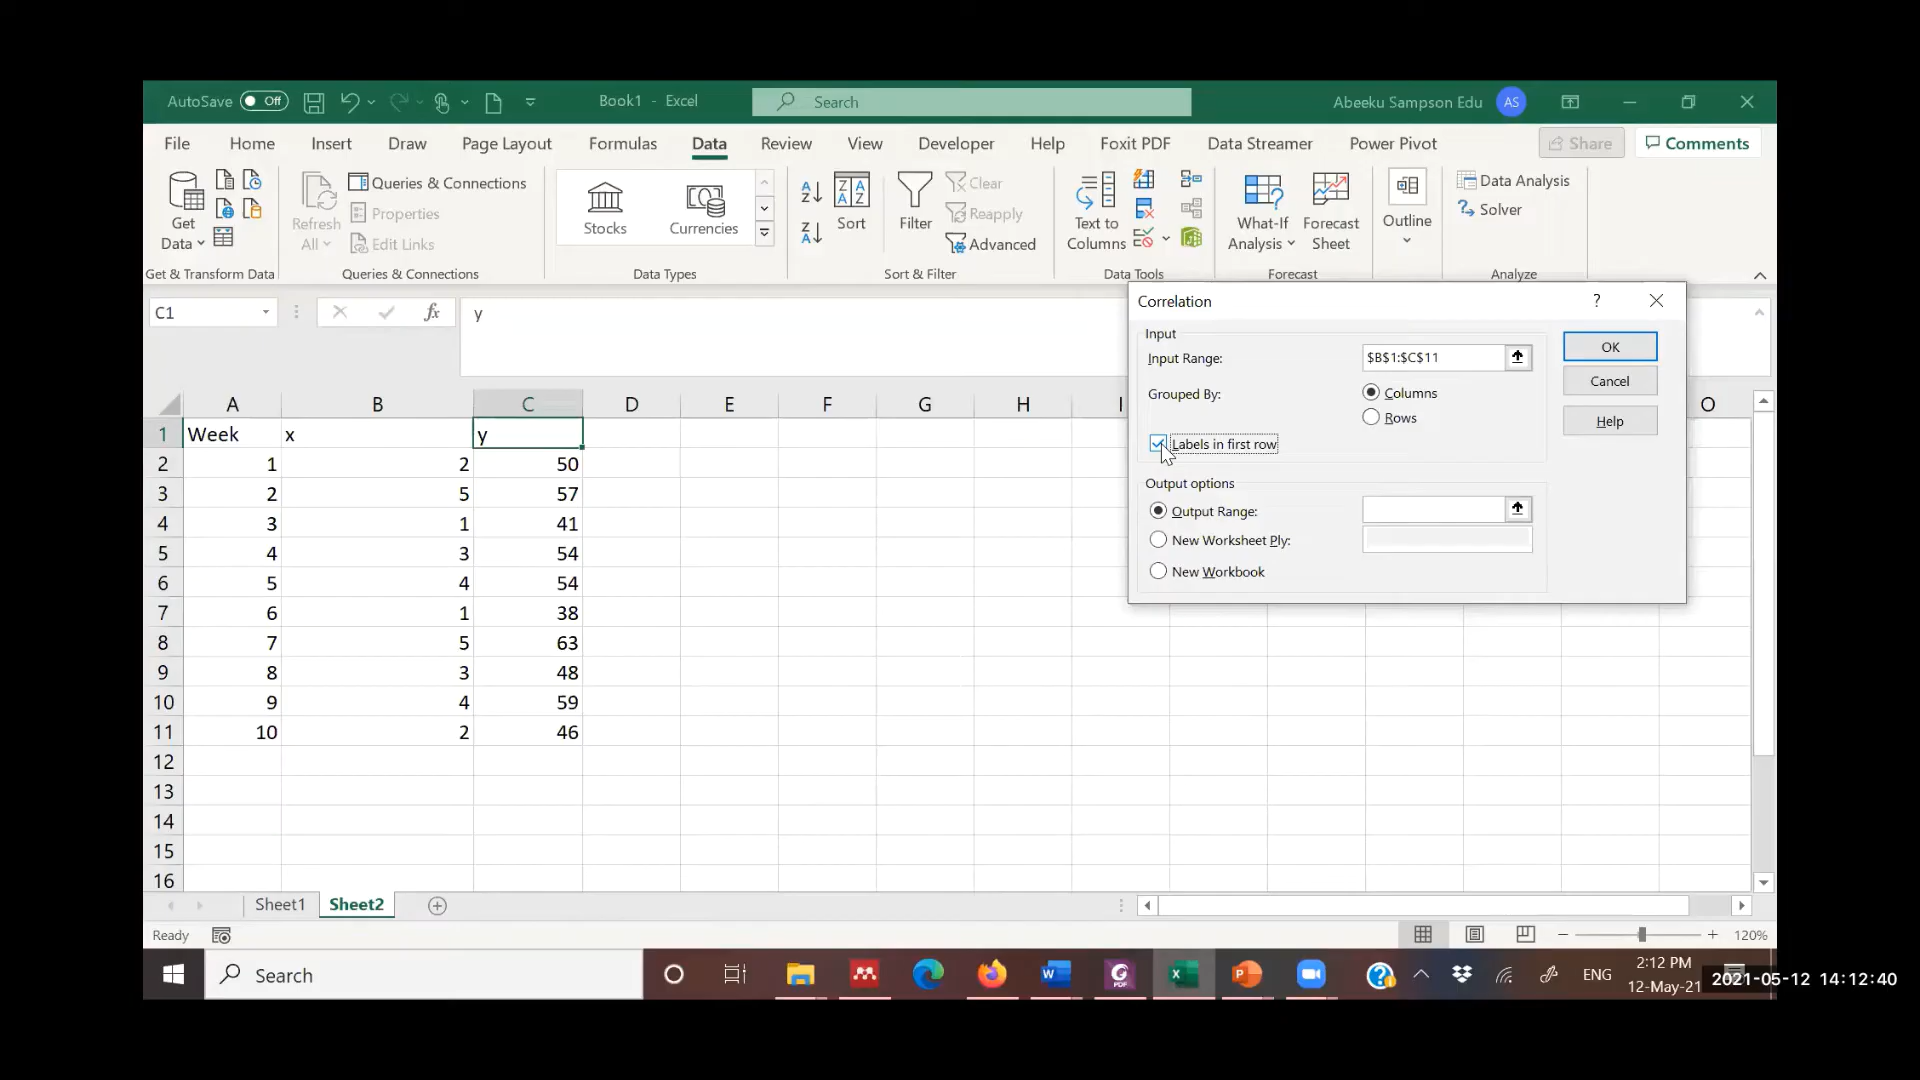 AutoSave Off Book1 - Excel Search Abeeku Sampson Edu AS
File Home Insert Draw Page Layout Formulas Data Review View Developer Help Foxit PDF Data Streamer Power Pivot Share Comments
Get Data
Refresh All
Queries & Connections
Properties
Edit Links
Stocks
Currencies
Sort
Filter
Clear
Reapply
Advanced
Text to Columns
What-If Analysis
Forecast Sheet
Outline
Data Analysis
Solver
Get & Transform Data Queries & Connections Data Types Sort & Filter Data Tools Forecast Analyze
C1 fx y
Correlation ?
Input
Input Range: $B$1:$C$11
Grouped By: Columns
Rows
Labels in first row
Output options
Output Range:
New Worksheet Ply:
New Workbook
OK
Cancel
Help
A B C D E F G H I O
1 Week x y
2 1 2 50
3 2 5 57
4 3 1 41
5 4 3 54
6 5 4 54
7 6 1 38
8 7 5 63
9 8 3 48
10 9 4 59
11 10 2 46
12
13
14
15
16
Sheet1 Sheet2
Ready 120%
Search ENG 2:12 PM
12-May-21
2021-05-12 14:12:40